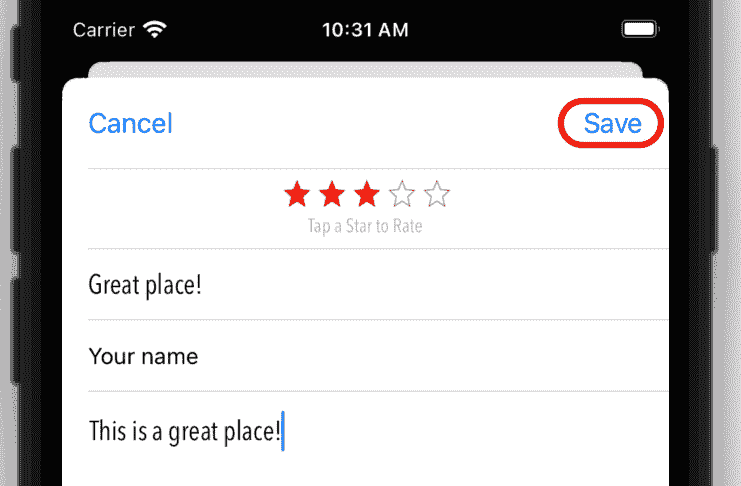 Carrier 10:31 AM
Cancel Save
Tap a Star to Rate
Great place!
Your name
This is a great place!